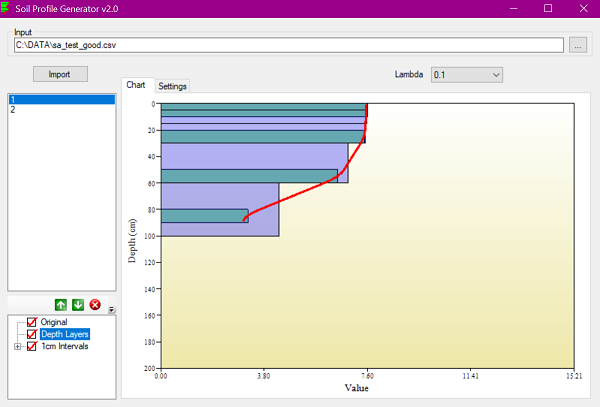 Soil Profile Generator v2.0
Input
C:\DATA\sa_test_good.csv
...
Import
Lambda 0.1
Chart Settings
1
2
0
20
40
60
80
100
120
140
160
180
200
Depth (cm)
0.00 3.80 7.60 11.41 15.21
Value
Original
Depth Layers
1cm Intervals